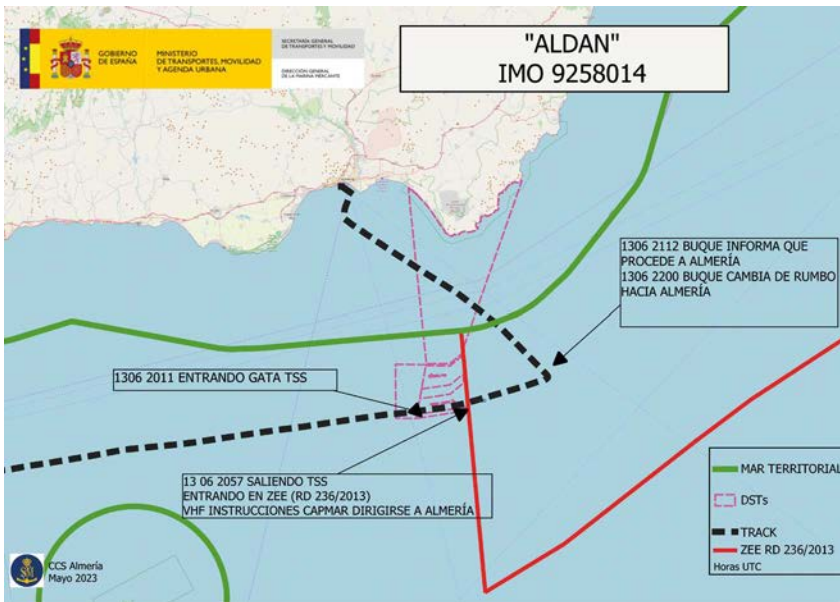 GOBIERNO
DE ESPAÑA
MINISTERIO
DE TRANSPORTES, MOVILIDAD
Y AGENDA URBANA
SECRETARÍA GENERAL
DE TRANSPORTES Y MOVILIDAD
DIRECCIÓN GENERAL
DE LA MARINA MERCANTE
"ALDAN"
IMO 9258014
1306 2112 BUQUE INFORMA QUE
PROCEDE A ALMERÍA
1306 2200 BUQUE CAMBIA DE RUMBO
HACIA ALMERÍA
1306 2011 ENTRANDO GATA TSS
13 06 2057 SALIENDO TSS
ENTRANDO EN ZEE (RD 236/2013)
VHF INSTRUCCIONES CAPMAR DIRIGIRSE A ALMERÍA
MAR TERRITORIAL
DSTs
TRACK
ZEE RD 236/2013
Horas UTC
CCS Almería
Mayo 2023